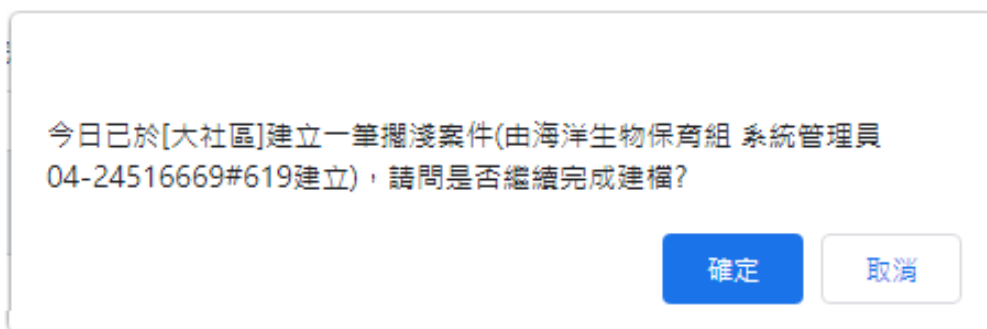 今日已於[大社區]建立一筆擱淺案件(由海洋生物保育組 系統管理員
04-24516669#619建立)，請問是否繼續完成建檔?
確定
取消